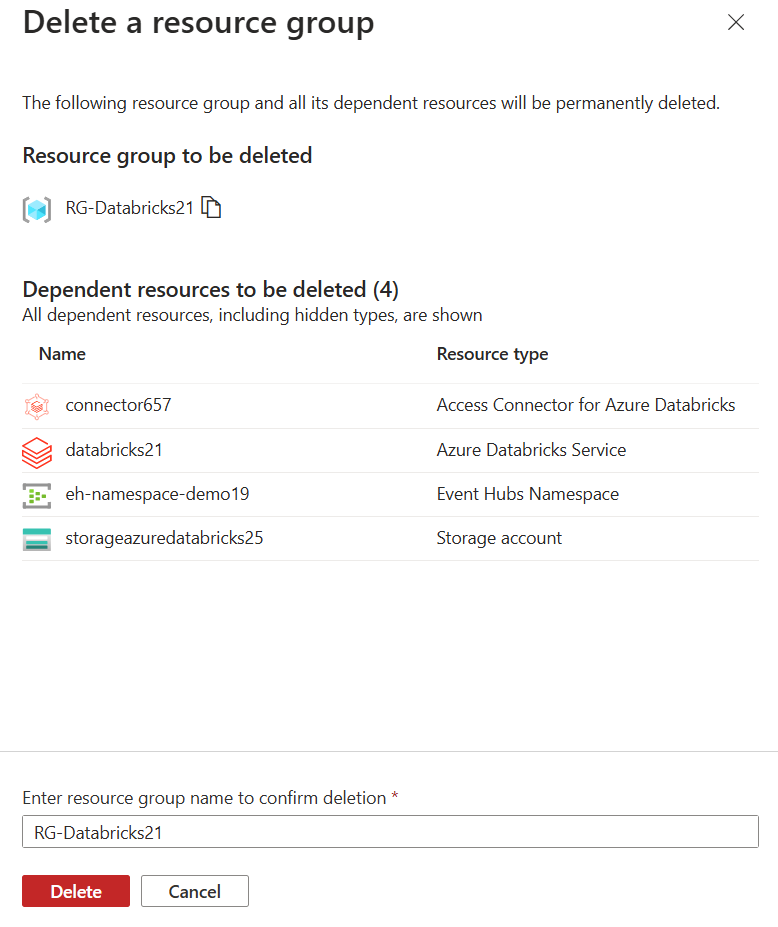 Delete a resource group
The following resource group and all its dependent resources will be permanently deleted.
Resource group to be deleted
RG-Databricks21
Dependent resources to be deleted (4)
All dependent resources, including hidden types, are shown
Name Resource type
connector657 Access Connector for Azure Databricks
databricks21 Azure Databricks Service
eh-namespace-demo19 Event Hubs Namespace
storageazuredatabricks25 Storage account
Enter resource group name to confirm deletion *
RG-Databricks21
Delete Cancel